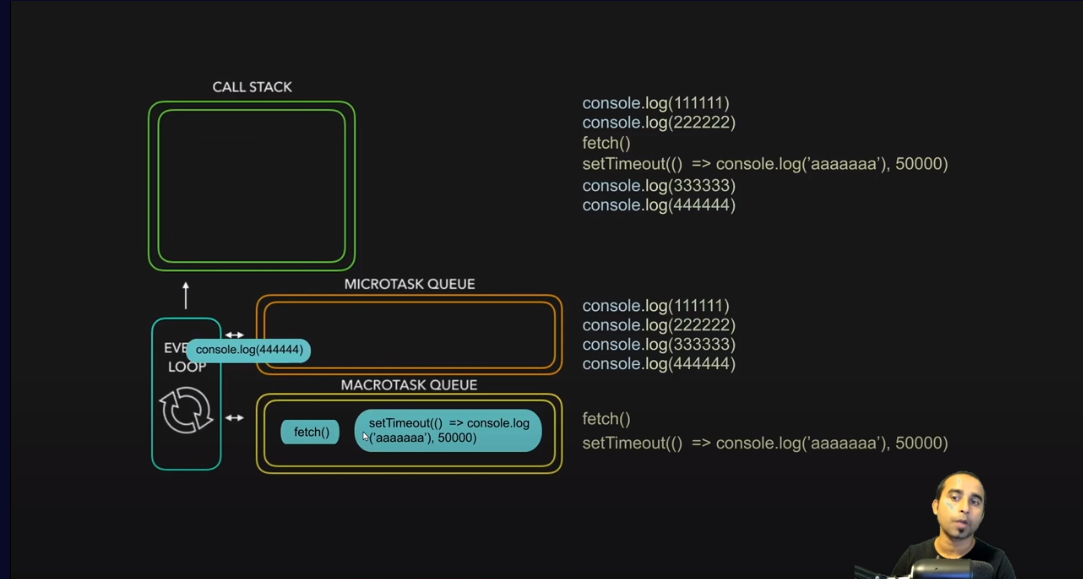 CALL STACK
console.log(111111)
console.log(222222)
fetch()
setTimeout(() => console.log('aaaaaaa'), 50000)
console.log(333333)
console.log(444444)
MICROTASK QUEUE
console.log(111111)
console.log(222222)
console.log(333333)
console.log(444444)
EVE
LOOP
console.log(444444)
MACROTASK QUEUE
fetch()
setTimeout(() => console.log
('aaaaaaa'), 50000)
fetch()
setTimeout(() => console.log('aaaaaaa'), 50000)